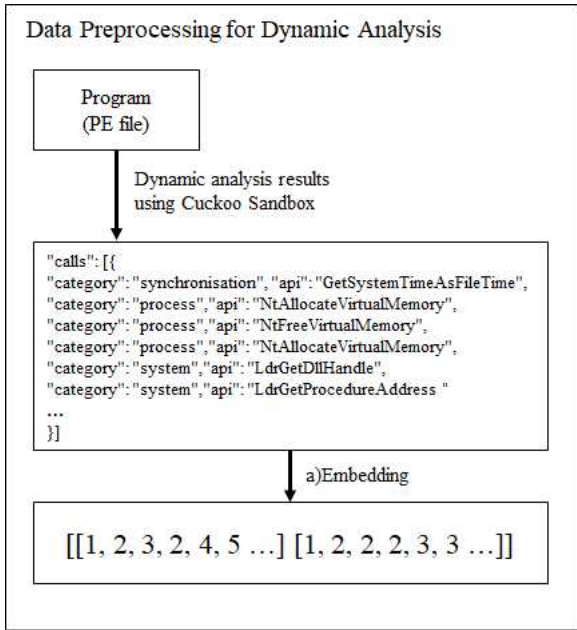 Data Preprocessing for Dynamic Analysis
Program
(PE file)
Dynamic analysis results
using Cuckoo Sandbox
"calls": [{
"category": "synchronisation", "api": "GetSystemTimeAsFileTime",
"category": "process","api": "NtAllocateVirtualMemory",
"category": "process","api": "NtFreeVirtualMemory",
"category": "process","api": "NtAllocateVirtualMemory",
"category": "system","api": "LdrGetDllHandle",
"category": "system","api": "LdrGetProcedureAddress "
...
}]
a)Embedding
[[1, 2, 3, 2, 4, 5 ...] [1, 2, 2, 2, 3, 3 ...]]